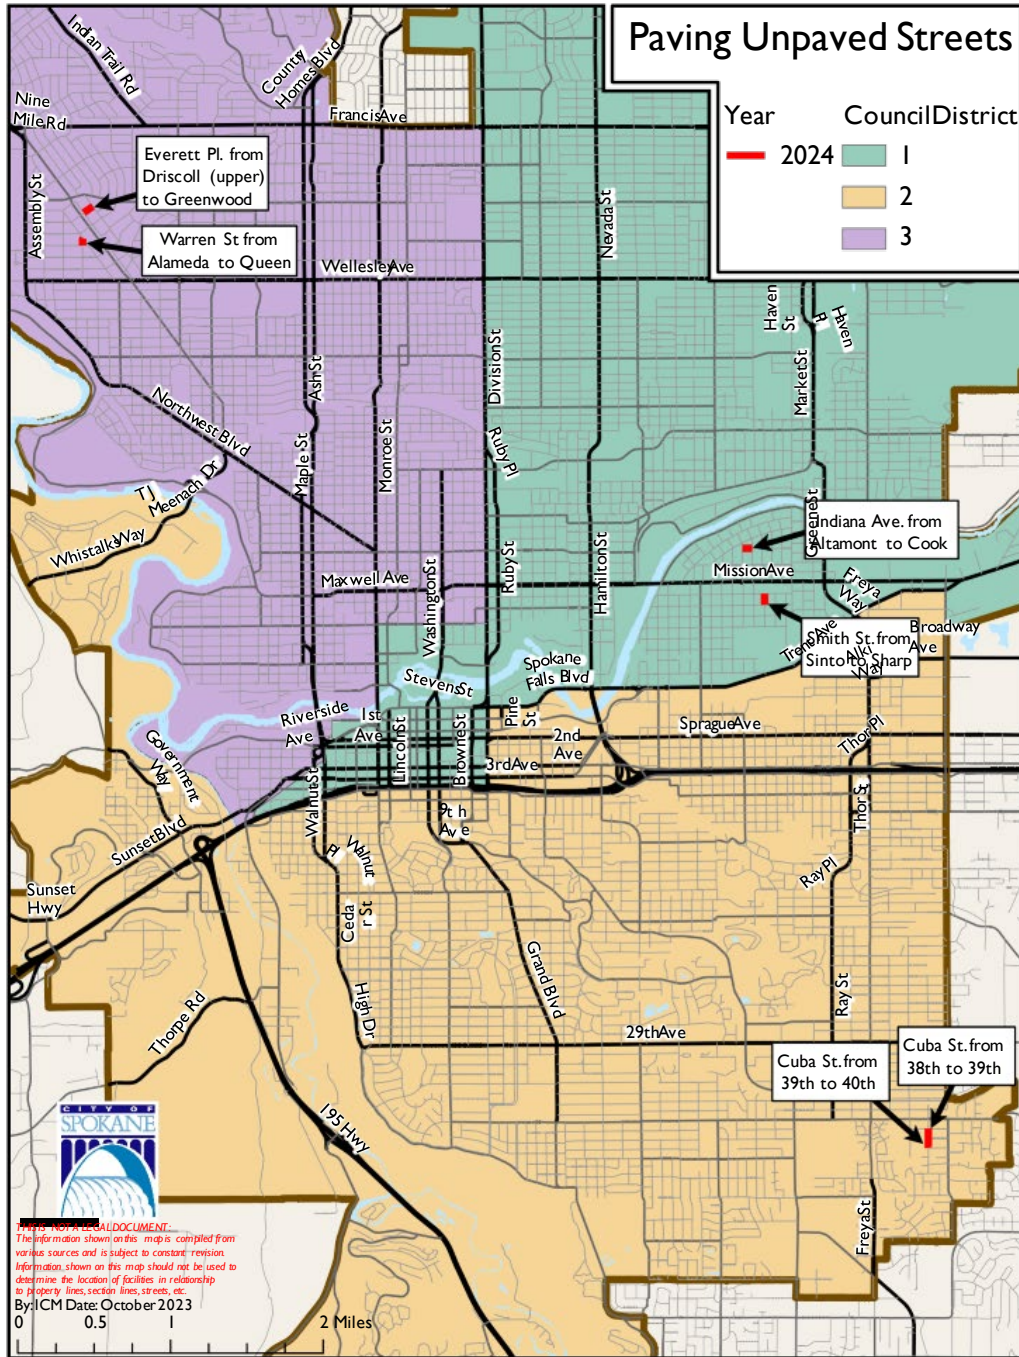 Paving Unpaved Streets
Year
Council District
2024
1
2
3
Indian Trail Rd
County
Homes Blvd
Nine
Mile Rd
Francis Ave
Everett Pl. from
Driscoll (upper)
to Greenwood
Assembly St
Warren St from
Alameda to Queen
Nevada St
Wellesley Ave
Haven
St
Haven
Pl
Ash St
Division St
Market St
Northwest Blvd
Maple St
Monroe St
Ruby Pl
TJ
Meenach Dr
Whistalks Way
Greene St
Indiana Ave. from
Altamont to Cook
Maxwell Ave
Washington St
Ruby St
Hamilton St
Mission Ave
Freya
Way
Smith St. from
Sinto to Sharp
Trent Ave
Alki
Way
Broadway
Ave
Spokane
Falls Blvd
Stevens St
Riverside
Ave
1st
Ave
Lincoln St
Browne St
Pine
St
2nd
Ave
Sprague Ave
3rd Ave
Thor Pl
Thor St
Government
Way
Walnut St
9th
Ave
Sunset Blvd
Walnut
Pl
Ray Pl
Sunset
Hwy
Ceda
r St
Grand Blvd
High Dr
Ray St
Thorpe Rd
29th Ave
Cuba St. from
39th to 40th
Cuba St. from
38th to 39th
195 Hwy
Freya St
CITY OF
SPOKANE
THIS IS NOT A LEGAL DOCUMENT:
The information shown on this map is compiled from
various sources and is subject to constant revision.
Information shown on this map should not be used to
determine the location of facilities in relationship
to property lines, section lines, streets, etc.
By: ICM Date: October 2023
0 0.5 1 2 Miles